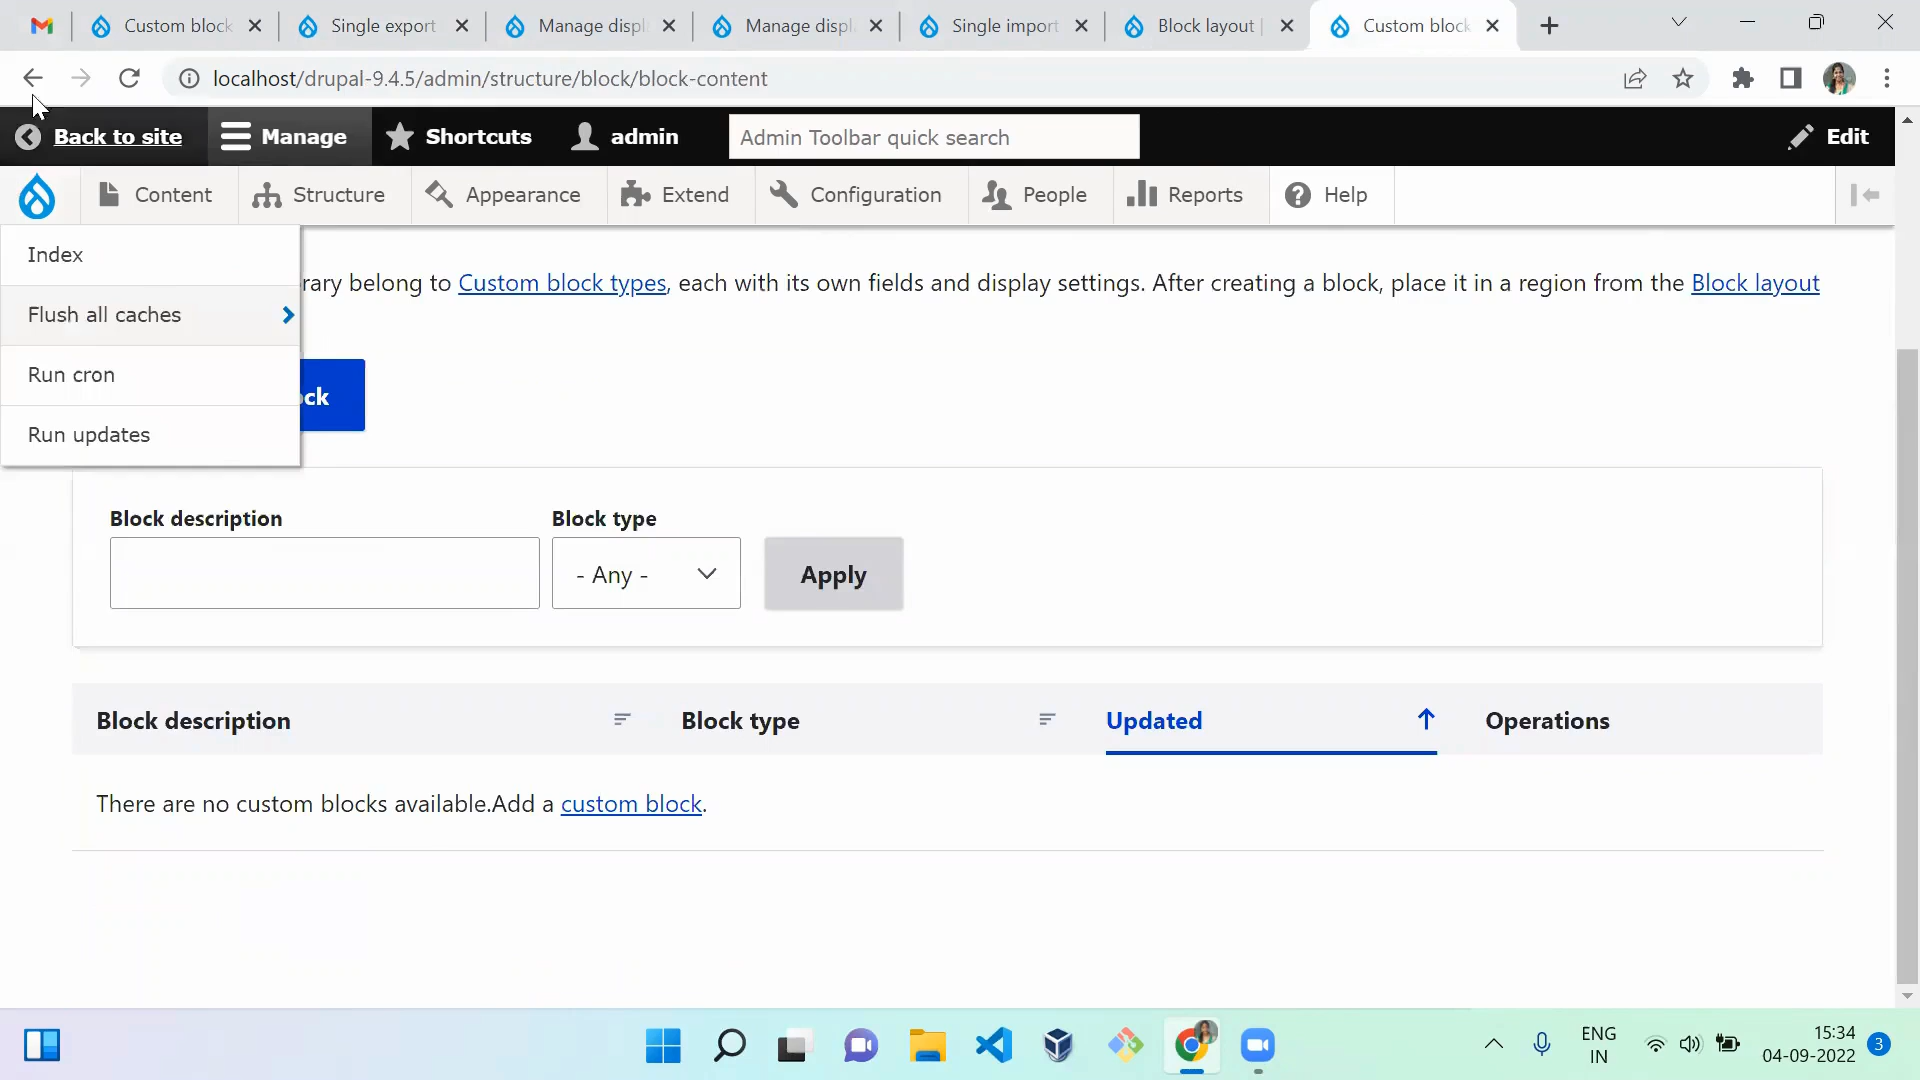 Custom block
Single export
Manage displ
Manage displ
Single import
Block layout |
Custom block
localhost/drupal-9.4.5/admin/structure/block/block-content
Back to site
Manage
Shortcuts
admin
Admin Toolbar quick search
Edit
Content
Structure
Appearance
Extend
Configuration
People
Reports
Help
Index
Flush all caches
Run cron
Run updates
rary belong to Custom block types, each with its own fields and display settings. After creating a block, place it in a region from the Block layout
ock
Block description
Block type
- Any -
Apply
Block description
Block type
Updated
Operations
There are no custom blocks available.Add a custom block.
ENG
IN
15:34
04-09-2022
3